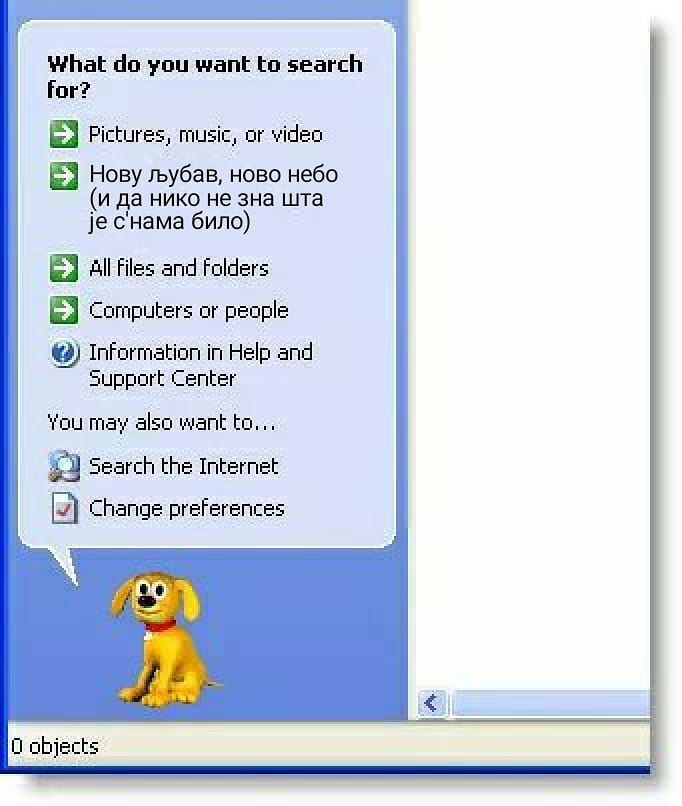 What do you want to search
for?
Pictures, music, or video
Нову љубав, ново небо
(и да нико не зна шта
је с'нама било)
All files and folders
Computers or people
Information in Help and
Support Center
You may also want to...
Search the Internet
Change preferences
0 objects